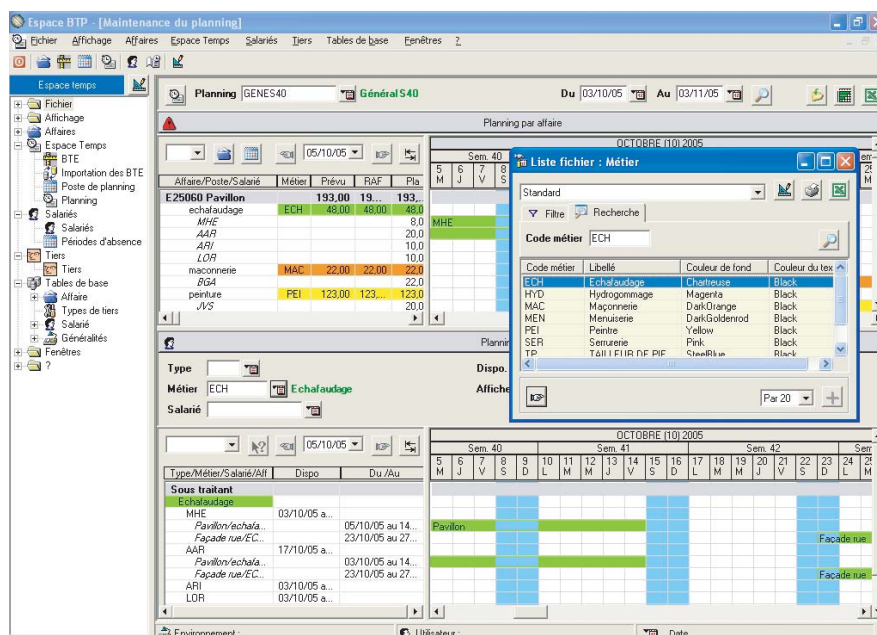 Espace BTP - [Maintenance du planning]
Fichier Affichage Affaires Espace Temps Salariés Tiers Tables de base Fenêtres ?
Espace temps
Fichier
Affichage
Affaires
Espace Temps
BTE
Importation des BTE
Poste de planning
Planning
Salariés
Salariés
Périodes d'absence
Tiers
Tiers
Tables de base
Affaire
Types de tiers
Salarié
Généralités
Fenêtres
?
Planning GENES40 Général S40 Du 03/10/05 Au 03/11/05
Planning par affaire
05/10/05
OCTOBRE (10) 2005
Sem. 40
5 6 7 8
M J V S
Affaire/Poste/Salarié Métier Prévu RAF Pla
E25060 Pavillon 193,00 19... 193,..
echafaudage ECH 48,00 48,00 48,0
MHE 8,0 MHE
AAR 20,0
ARI 10,0
LOR 10,0
maconnerie MAC 22,00 22,00 22,0
BGA 22,0
peinture PEI 123,00 123,... 123,0
JVS 20,0
Liste fichier : Métier
Standard
Filtre Recherche
Code métier ECH
Code métier Libellé Couleur de fond Couleur du tex
ECH Echafaudage Chartreuse Black
HYD Hydrogommage Magenta Black
MAC Maçonnerie DarkOrange Black
MEN Menuiserie DarkGoldenrod Black
PEI Peintre Yellow Black
SER Serrurerie Pink Black
TP TAILLEUR DE PIE SteelBlue Black
Par 20
Plannin
Type Dispo.
Métier ECH Echafaudage Affiche
Salarié
05/10/05
OCTOBRE (10) 2005
Sem. 40 Sem. 41 Sem. 42 Sem
5 6 7 8 9 10 11 12 13 14 15 16 17 18 19 20 21 22 23 24 25
M J V S D L M M J V S D L M M J V S D L M
Type/Métier/Salarié/Aff Dispo Du /Au
Sous traitant
Echafaudage
MHE 03/10/05 a...
Pavillon/echafa... 05/10/05 au 14... Pavillon
Façade rue/EC... 23/10/05 au 27... Façade rue
AAR 17/10/05 a...
Pavillon/echafa... 03/10/05 au 14...
Façade rue/EC... 23/10/05 au 27... Façade rue
ARI 03/10/05 a...
LOR 03/10/05 a...
Environnement : Utilisateur : Date